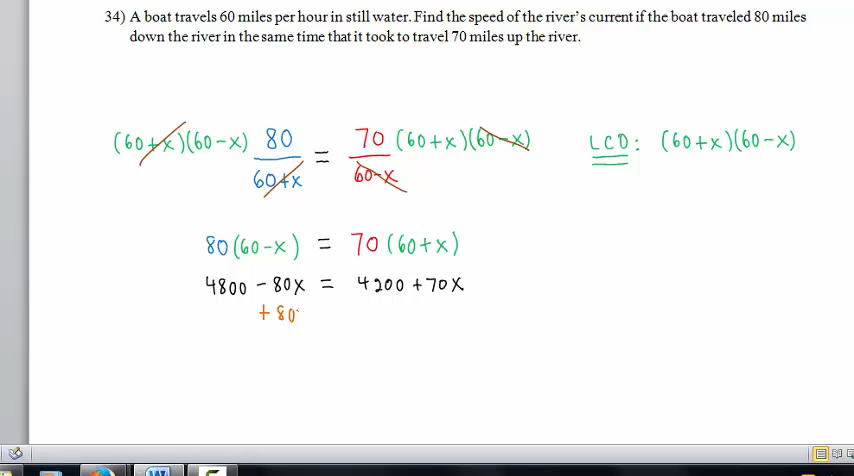 34) A boat travels 60 miles per hour in still water. Find the speed of the river's current if the boat traveled 80 miles
down the river in the same time that it took to travel 70 miles up the river.
(60+x)(60-x) 80/60+x = 70/60-x (60+x)(60-x) LCD: (60+x)(60-x)
80(60-x) = 70(60+x)
4800 - 80x = 4200 + 70x
+ 80